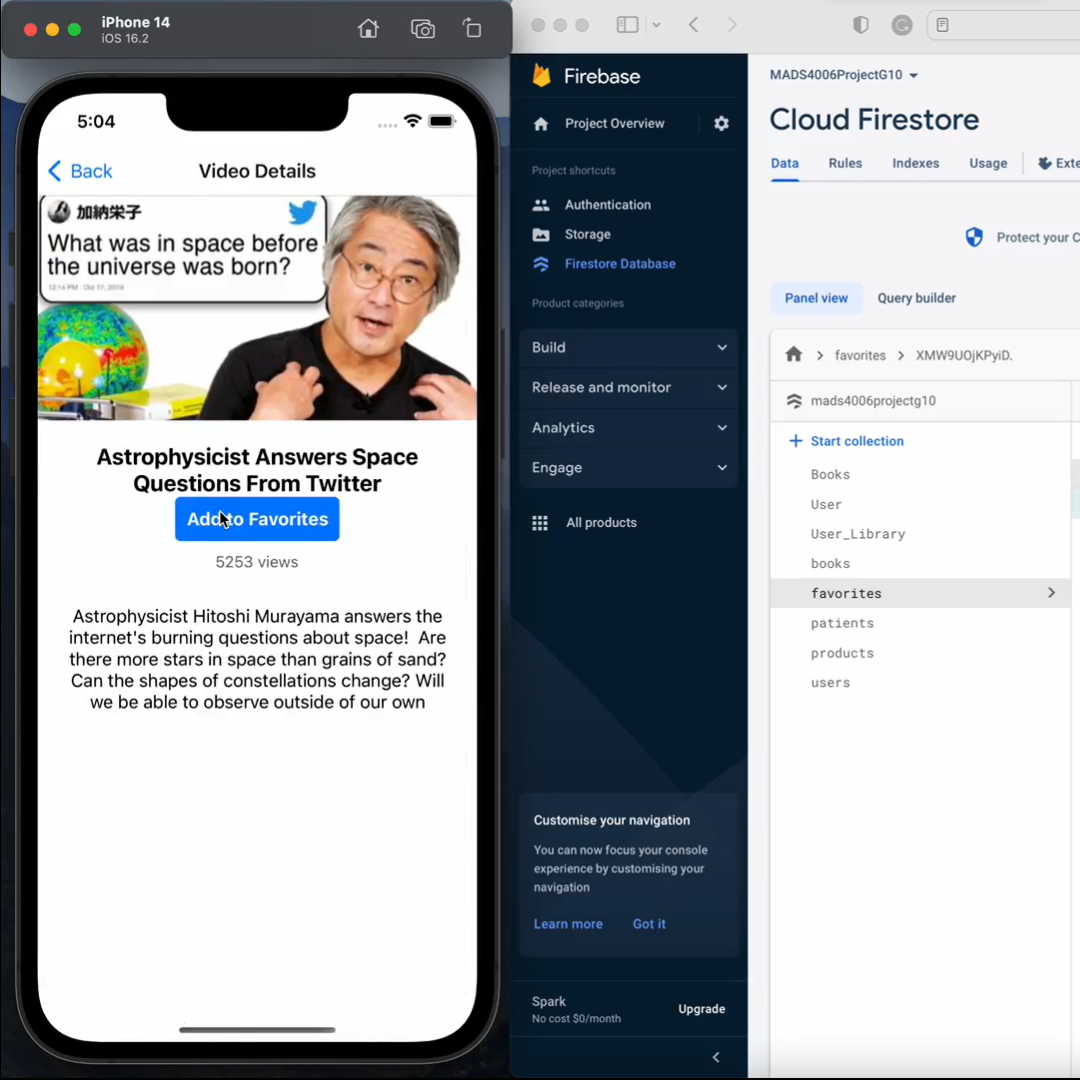 iPhone 14
iOS 16.2
5:04
Back
Video Details
加納栄子
What was in space before
the universe was born?
12:14 PM · Oct 17, 2019
Astrophysicist Answers Space
Questions From Twitter
Add to Favorites
5253 views
Astrophysicist Hitoshi Murayama answers the
internet's burning questions about space!  Are
there more stars in space than grains of sand?
Can the shapes of constellations change? Will
we be able to observe outside of our own
Firebase
Project Overview
Project shortcuts
Authentication
Storage
Firestore Database
Product categories
Build
Release and monitor
Analytics
Engage
All products
Customise your navigation
You can now focus your console
experience by customising your
navigation
Learn more Got it
Spark
No cost $0/month
Upgrade
MADS4006ProjectG10
Cloud Firestore
Data Rules Indexes Usage Exte
Protect your C
Panel view Query builder
favorites XMW9UOjKPyiD.
mads4006projectg10
Start collection
Books
User
User_Library
books
favorites
patients
products
users